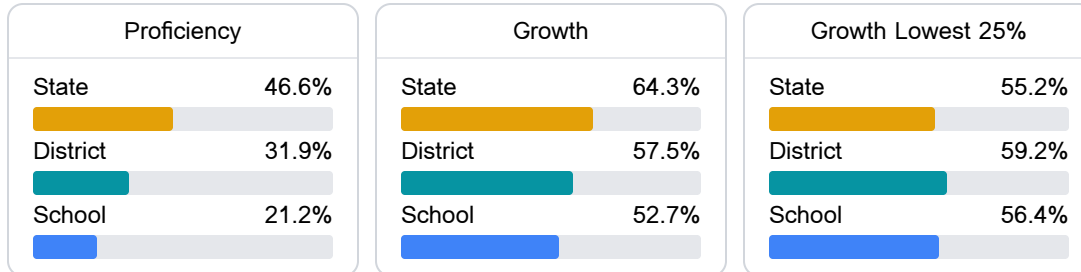 Proficiency
State 46.6%
District 31.9%
School 21.2%
Growth
State 64.3%
District 57.5%
School 52.7%
Growth Lowest 25%
State 55.2%
District 59.2%
School 56.4%